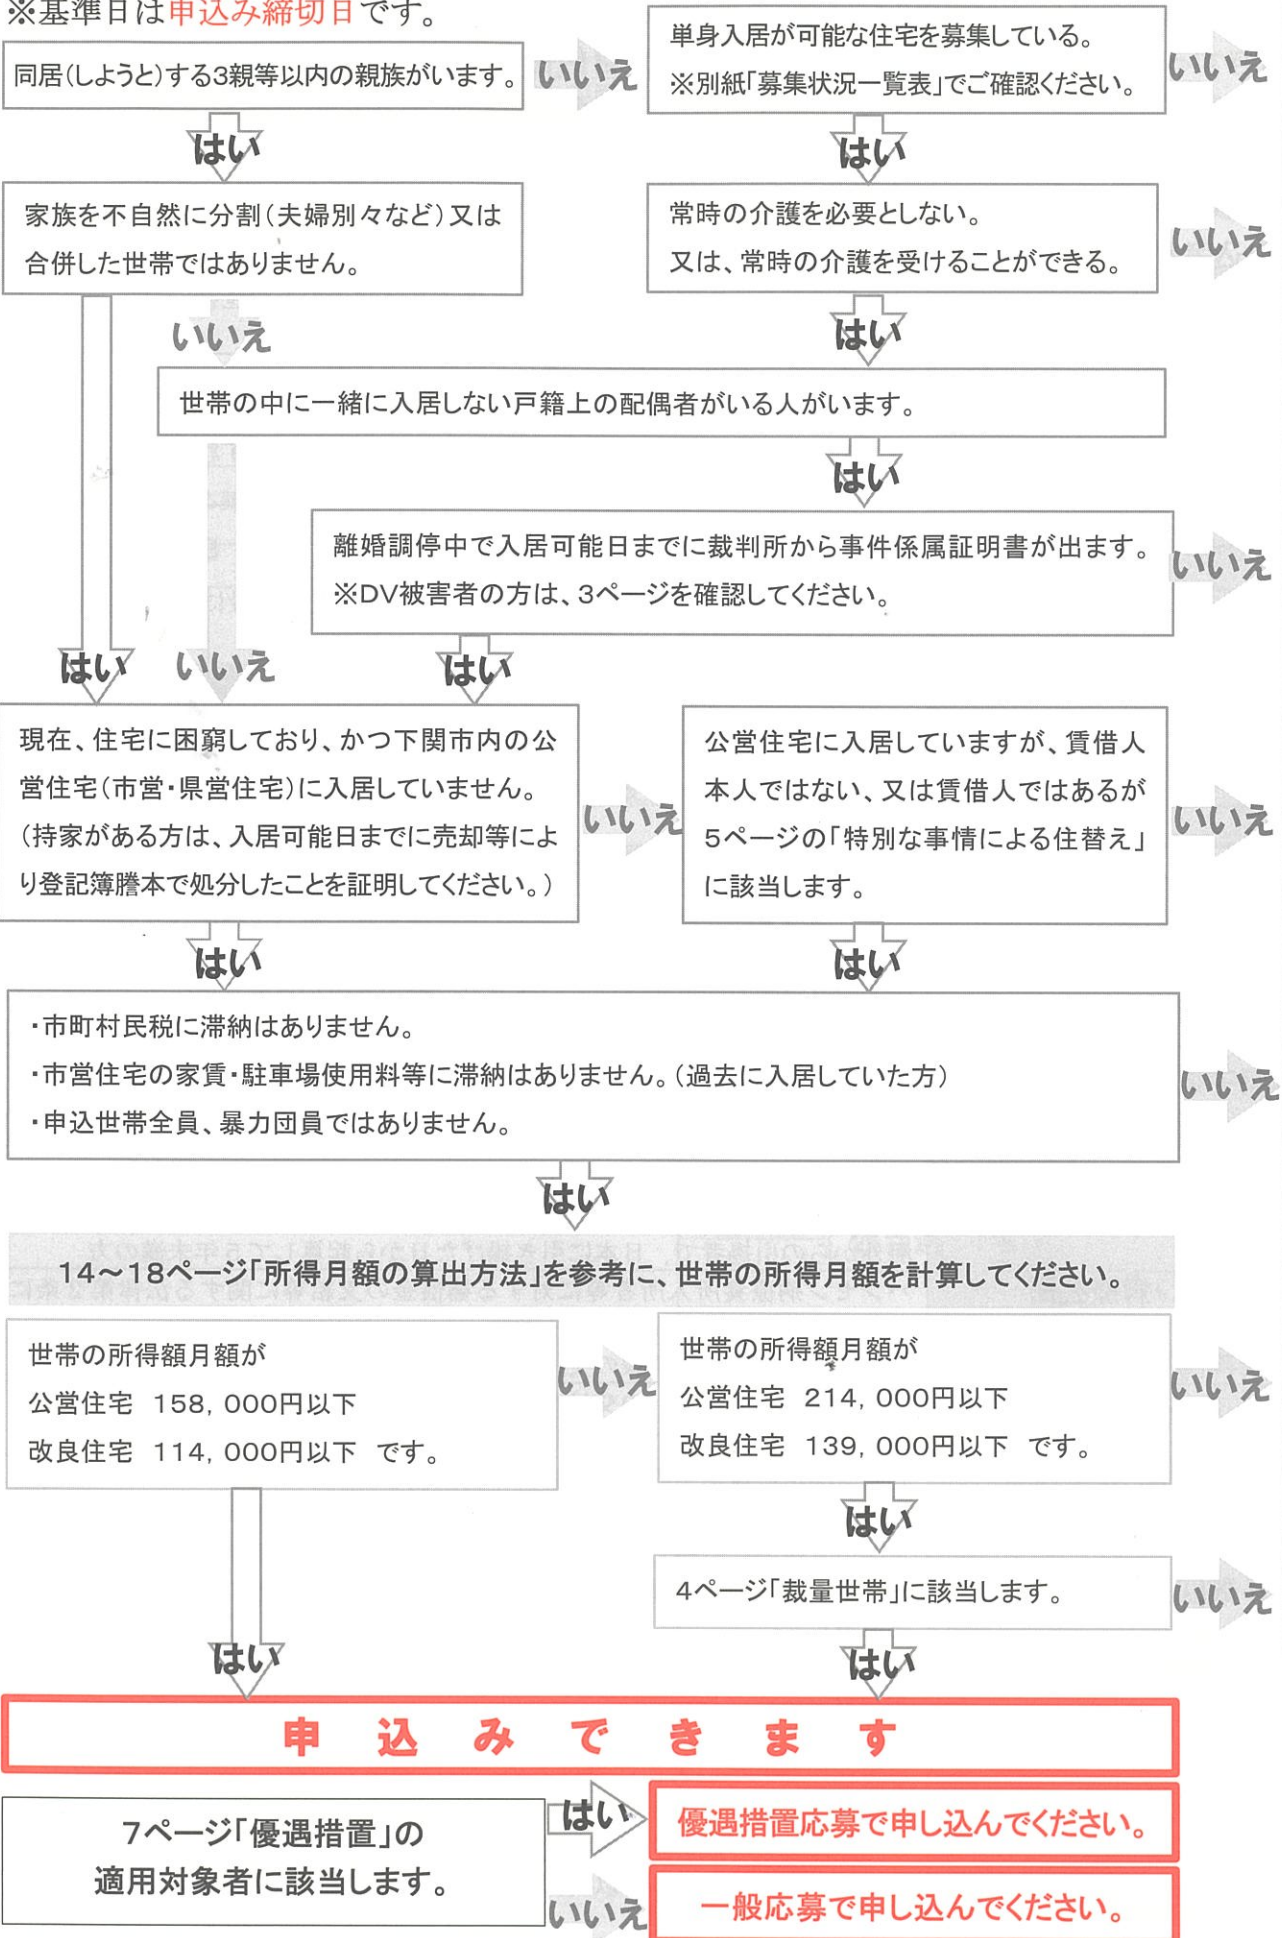 ※基準日は申込み締切日です。
同居(しようと)する3親等以内の親族がいます。
いいえ
単身入居が可能な住宅を募集している。
※別紙「募集状況一覧表」でご確認ください。
いいえ
はい
はい
家族を不自然に分割(夫婦別々など)又は
合併した世帯ではありません。
常時の介護を必要としない。
又は、常時の介護を受けることができる。
いいえ
いいえ
はい
世帯の中に一緒に入居しない戸籍上の配偶者がいる人がいます。
はい
離婚調停中で入居可能日までに裁判所から事件係属証明書が出ます。
※DV被害者の方は、3ページを確認してください。
いいえ
はい
いいえ
はい
現在、住宅に困窮しており、かつ下関市内の公
営住宅(市営・県営住宅)に入居していません。
(持家がある方は、入居可能日までに売却等によ
り登記簿謄本で処分したことを証明してください。)
いいえ
公営住宅に入居していますが、賃借人
本人ではない、又は賃借人ではあるが
5ページの「特別な事情による住替え」
に該当します。
いいえ
はい
はい
・市町村民税に滞納はありません。
・市営住宅の家賃・駐車場使用料等に滞納はありません。(過去に入居していた方)
・申込世帯全員、暴力団員ではありません。
いいえ
はい
14～18ページ「所得月額の算出方法」を参考に、世帯の所得月額を計算してください。
世帯の所得額月額が
公営住宅 158,000円以下
改良住宅 114,000円以下 です。
いいえ
世帯の所得額月額が
公営住宅 214,000円以下
改良住宅 139,000円以下 です。
いいえ
はい
4ページ「裁量世帯」に該当します。
いいえ
はい
はい
申込みできます
7ページ「優遇措置」の
適用対象者に該当します。
はい
優遇措置応募で申し込んでください。
いいえ
一般応募で申し込んでください。